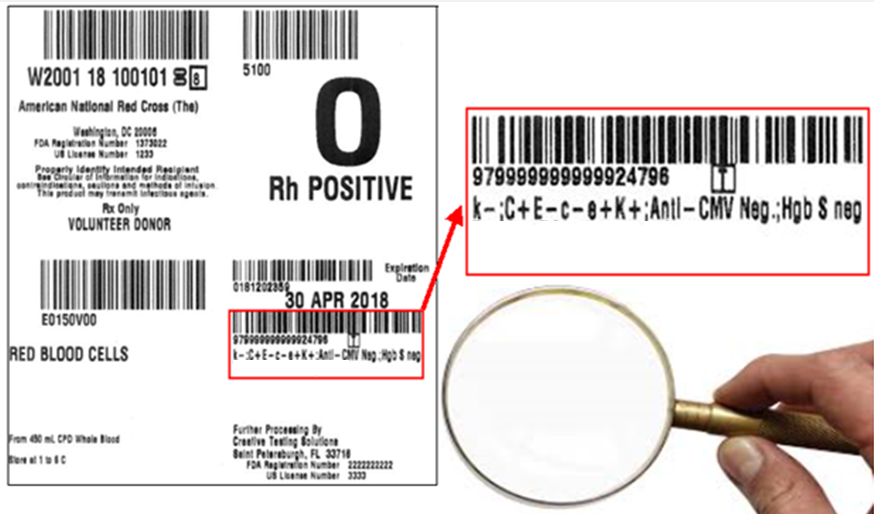 W2001 18 100101
8
American National Red Cross (The)
Washington, DC 20006
FDA Registration Number 1373022
US License Number 1233
Properly Identify Intended Recipient
See Circular of Information for indications,
contraindications, cautions and methods of infusion.
This product may transmit infectious agents.
Rx Only
VOLUNTEER DONOR
5100
O
Rh POSITIVE
E0150V00
RED BLOOD CELLS
From 450 mL CPD Whole Blood
Store at 1 to 6 C
Expiration
Date
0181202359
30 APR 2018
979999999999924796
k-;C+E-c-e+K+;Anti-CMV Neg.;Hgb S neg
Further Processing By
Creative Testing Solutions
Saint Petersburgh, FL 33716
FDA Registration Number 2222222222
US License Number 3333
979999999999924796
k-;C+E-c-e+K+;Anti-CMV Neg.;Hgb S neg